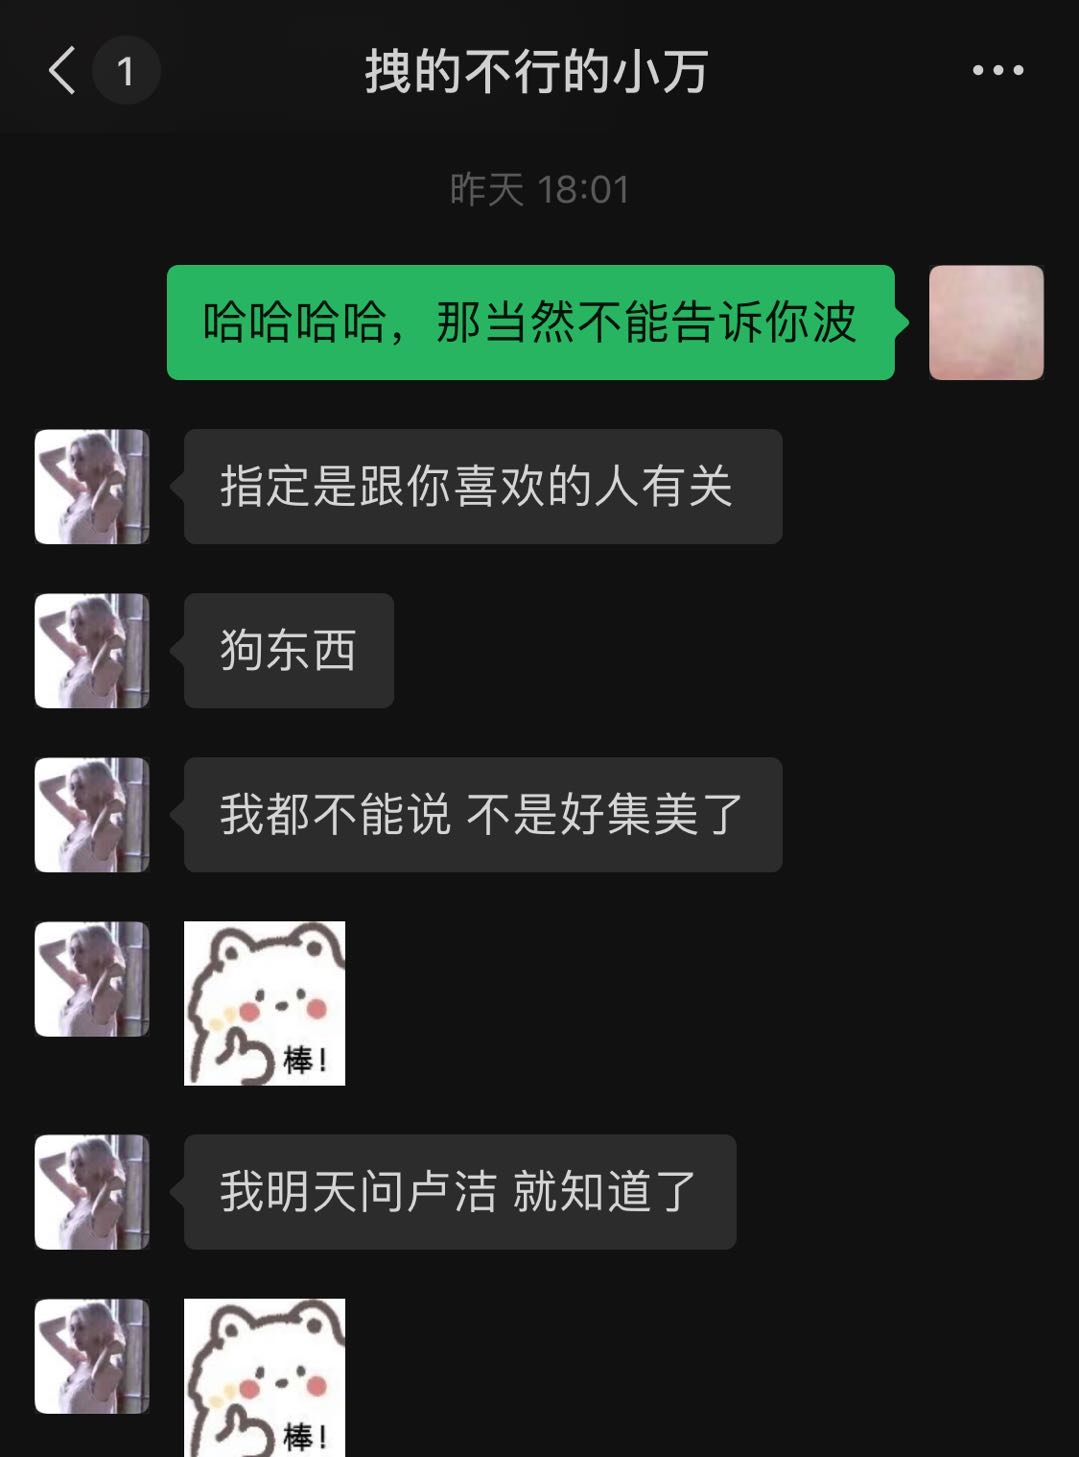 1
拽的不行的小万
昨天 18:01
哈哈哈哈，那当然不能告诉你波
指定是跟你喜欢的人有关
狗东西
我都不能说 不是好集美了
棒!
我明天问卢洁 就知道了
棒!